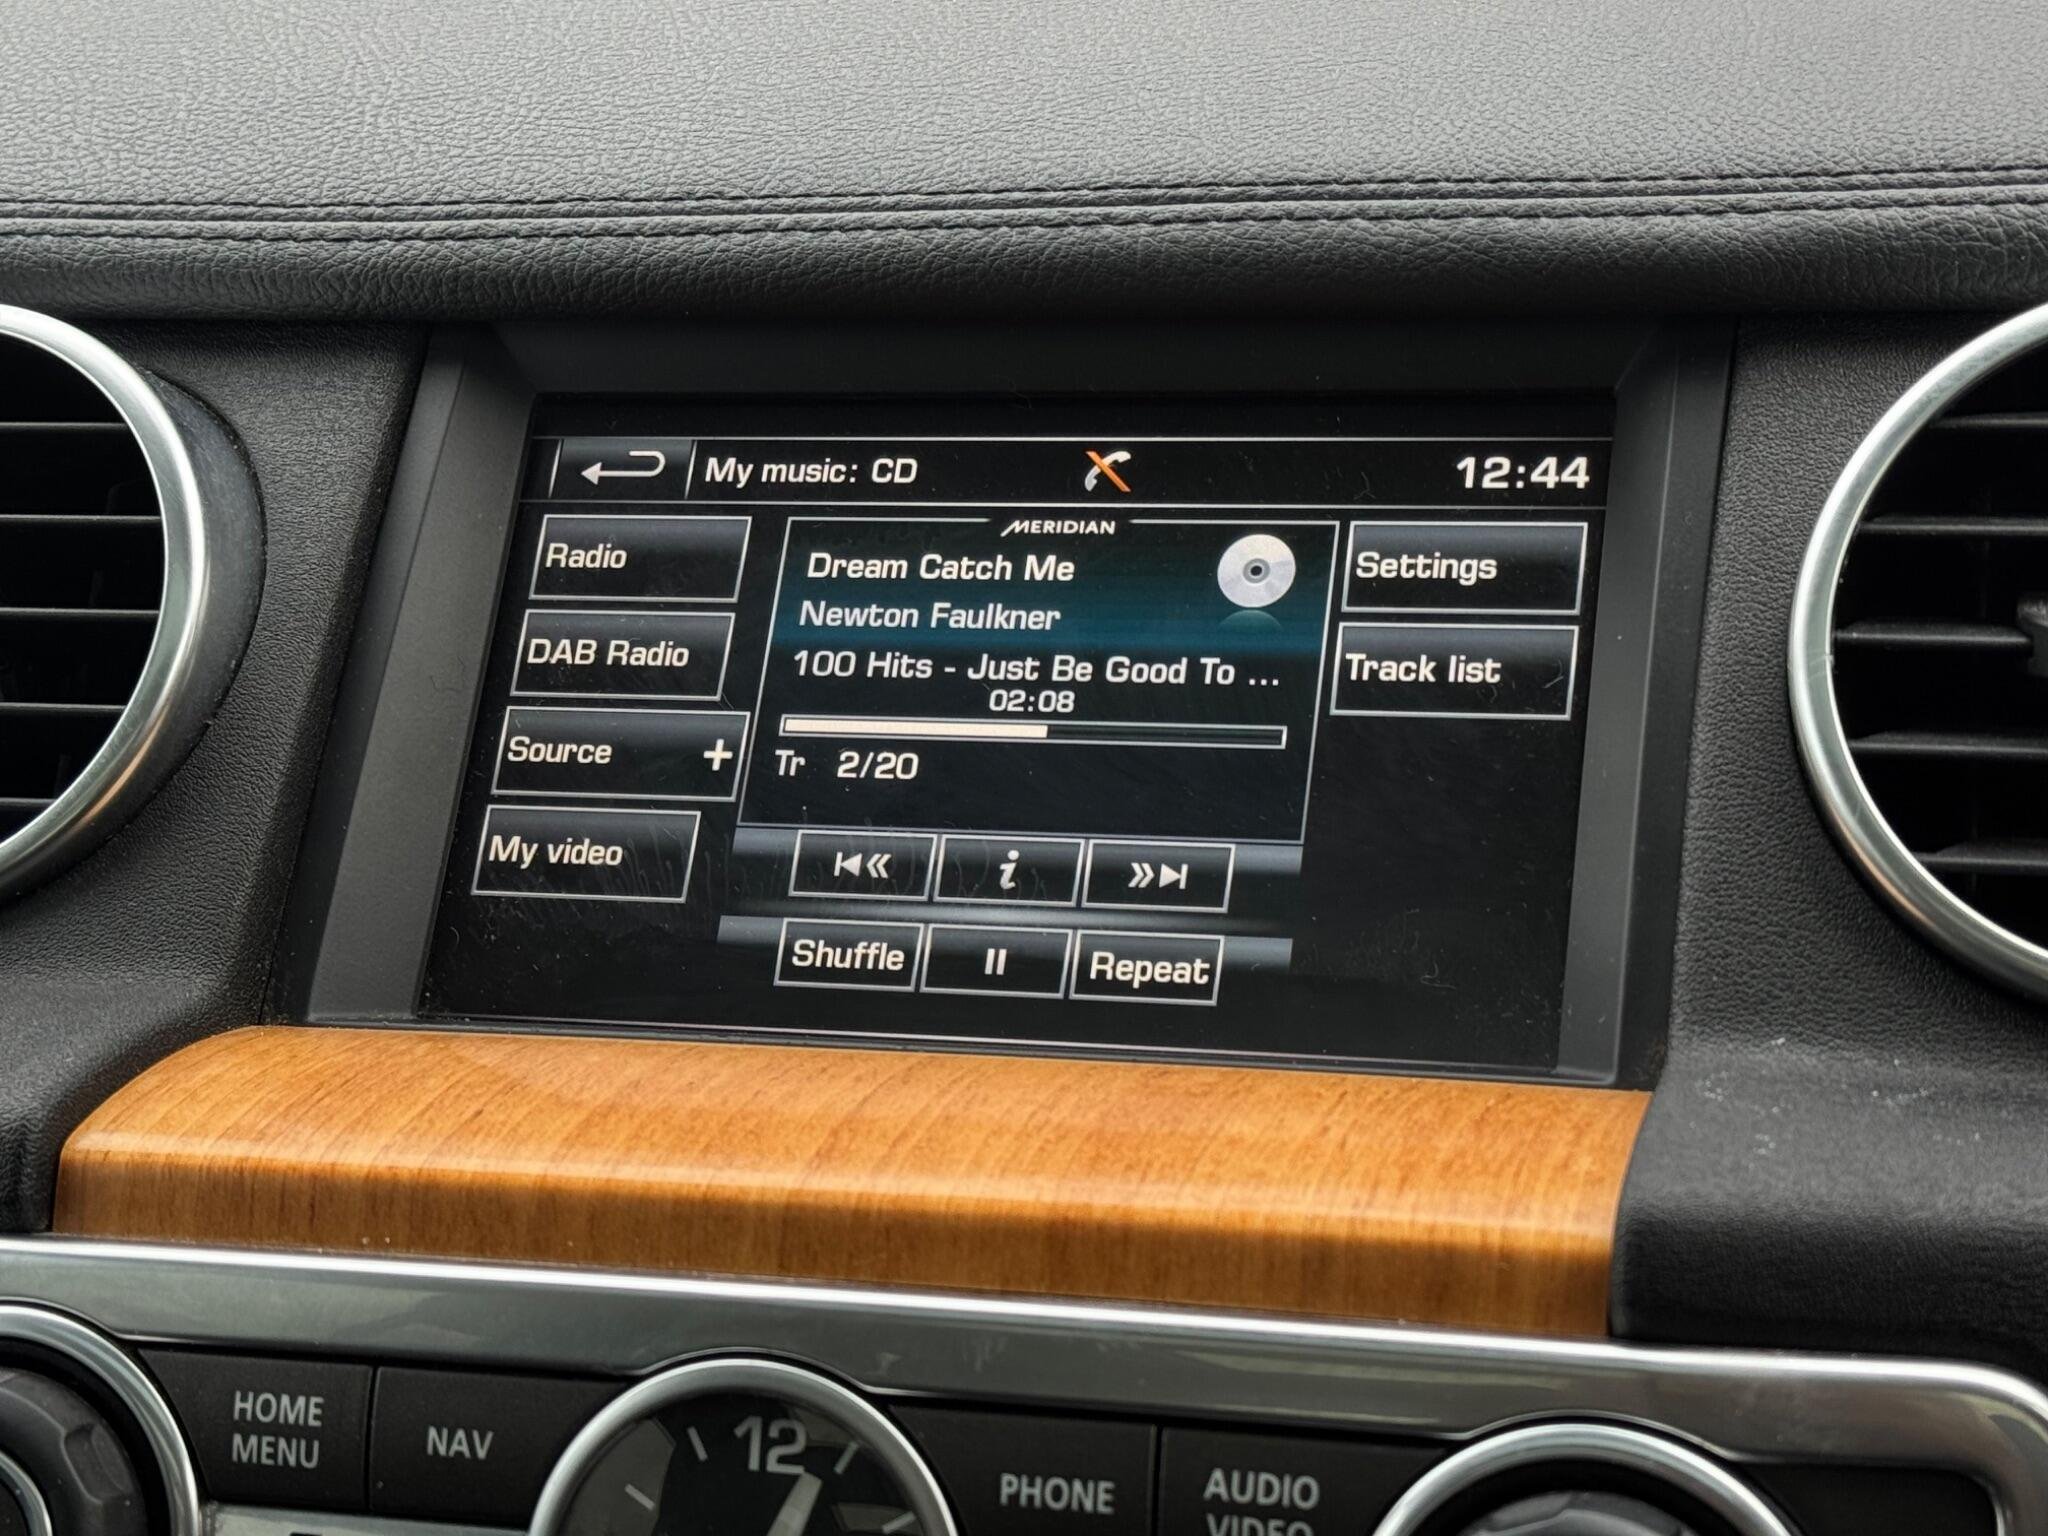 My music: CD
12:44
MERIDIAN
Radio
Dream Catch Me
Settings
Newton Faulkner
DAB Radio
100 Hits - Just Be Good To ...
Track list
02:08
Source +
Tr 2/20
My video
i
Shuffle
Repeat
HOME
MENU
NAV
12
PHONE
AUDIO
VIDEO